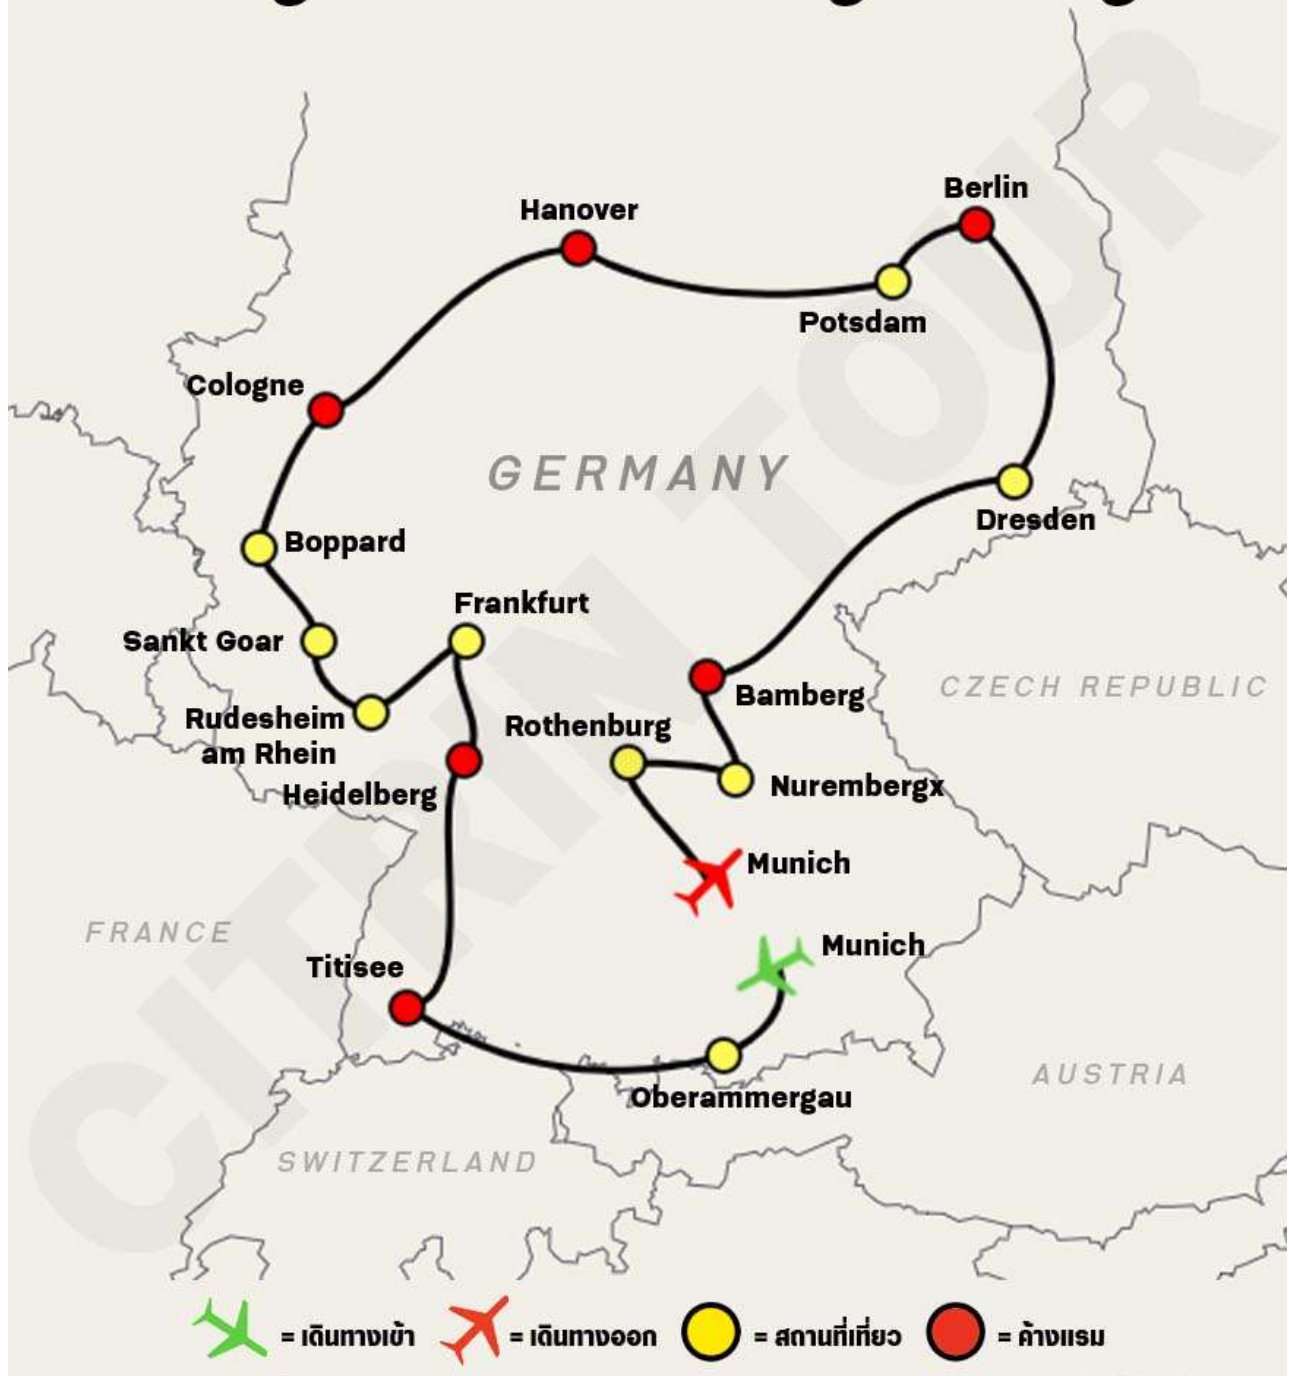 Berlin
Hanover
Potsdam
Cologne
GERMANY
Dresden
Boppard
Frankfurt
Sankt Goar
CZECH REPUBLIC
Bamberg
Rudesheim
am Rhein
Rothenburg
Heidelberg
Nurembergx
Munich
FRANCE
Munich
Titisee
AUSTRIA
Oberammergau
SWITZERLAND
CITRIN TOUR
= เดินทางเข้า = เดินทางออก = สถานที่เที่ยว = ค้างแรม